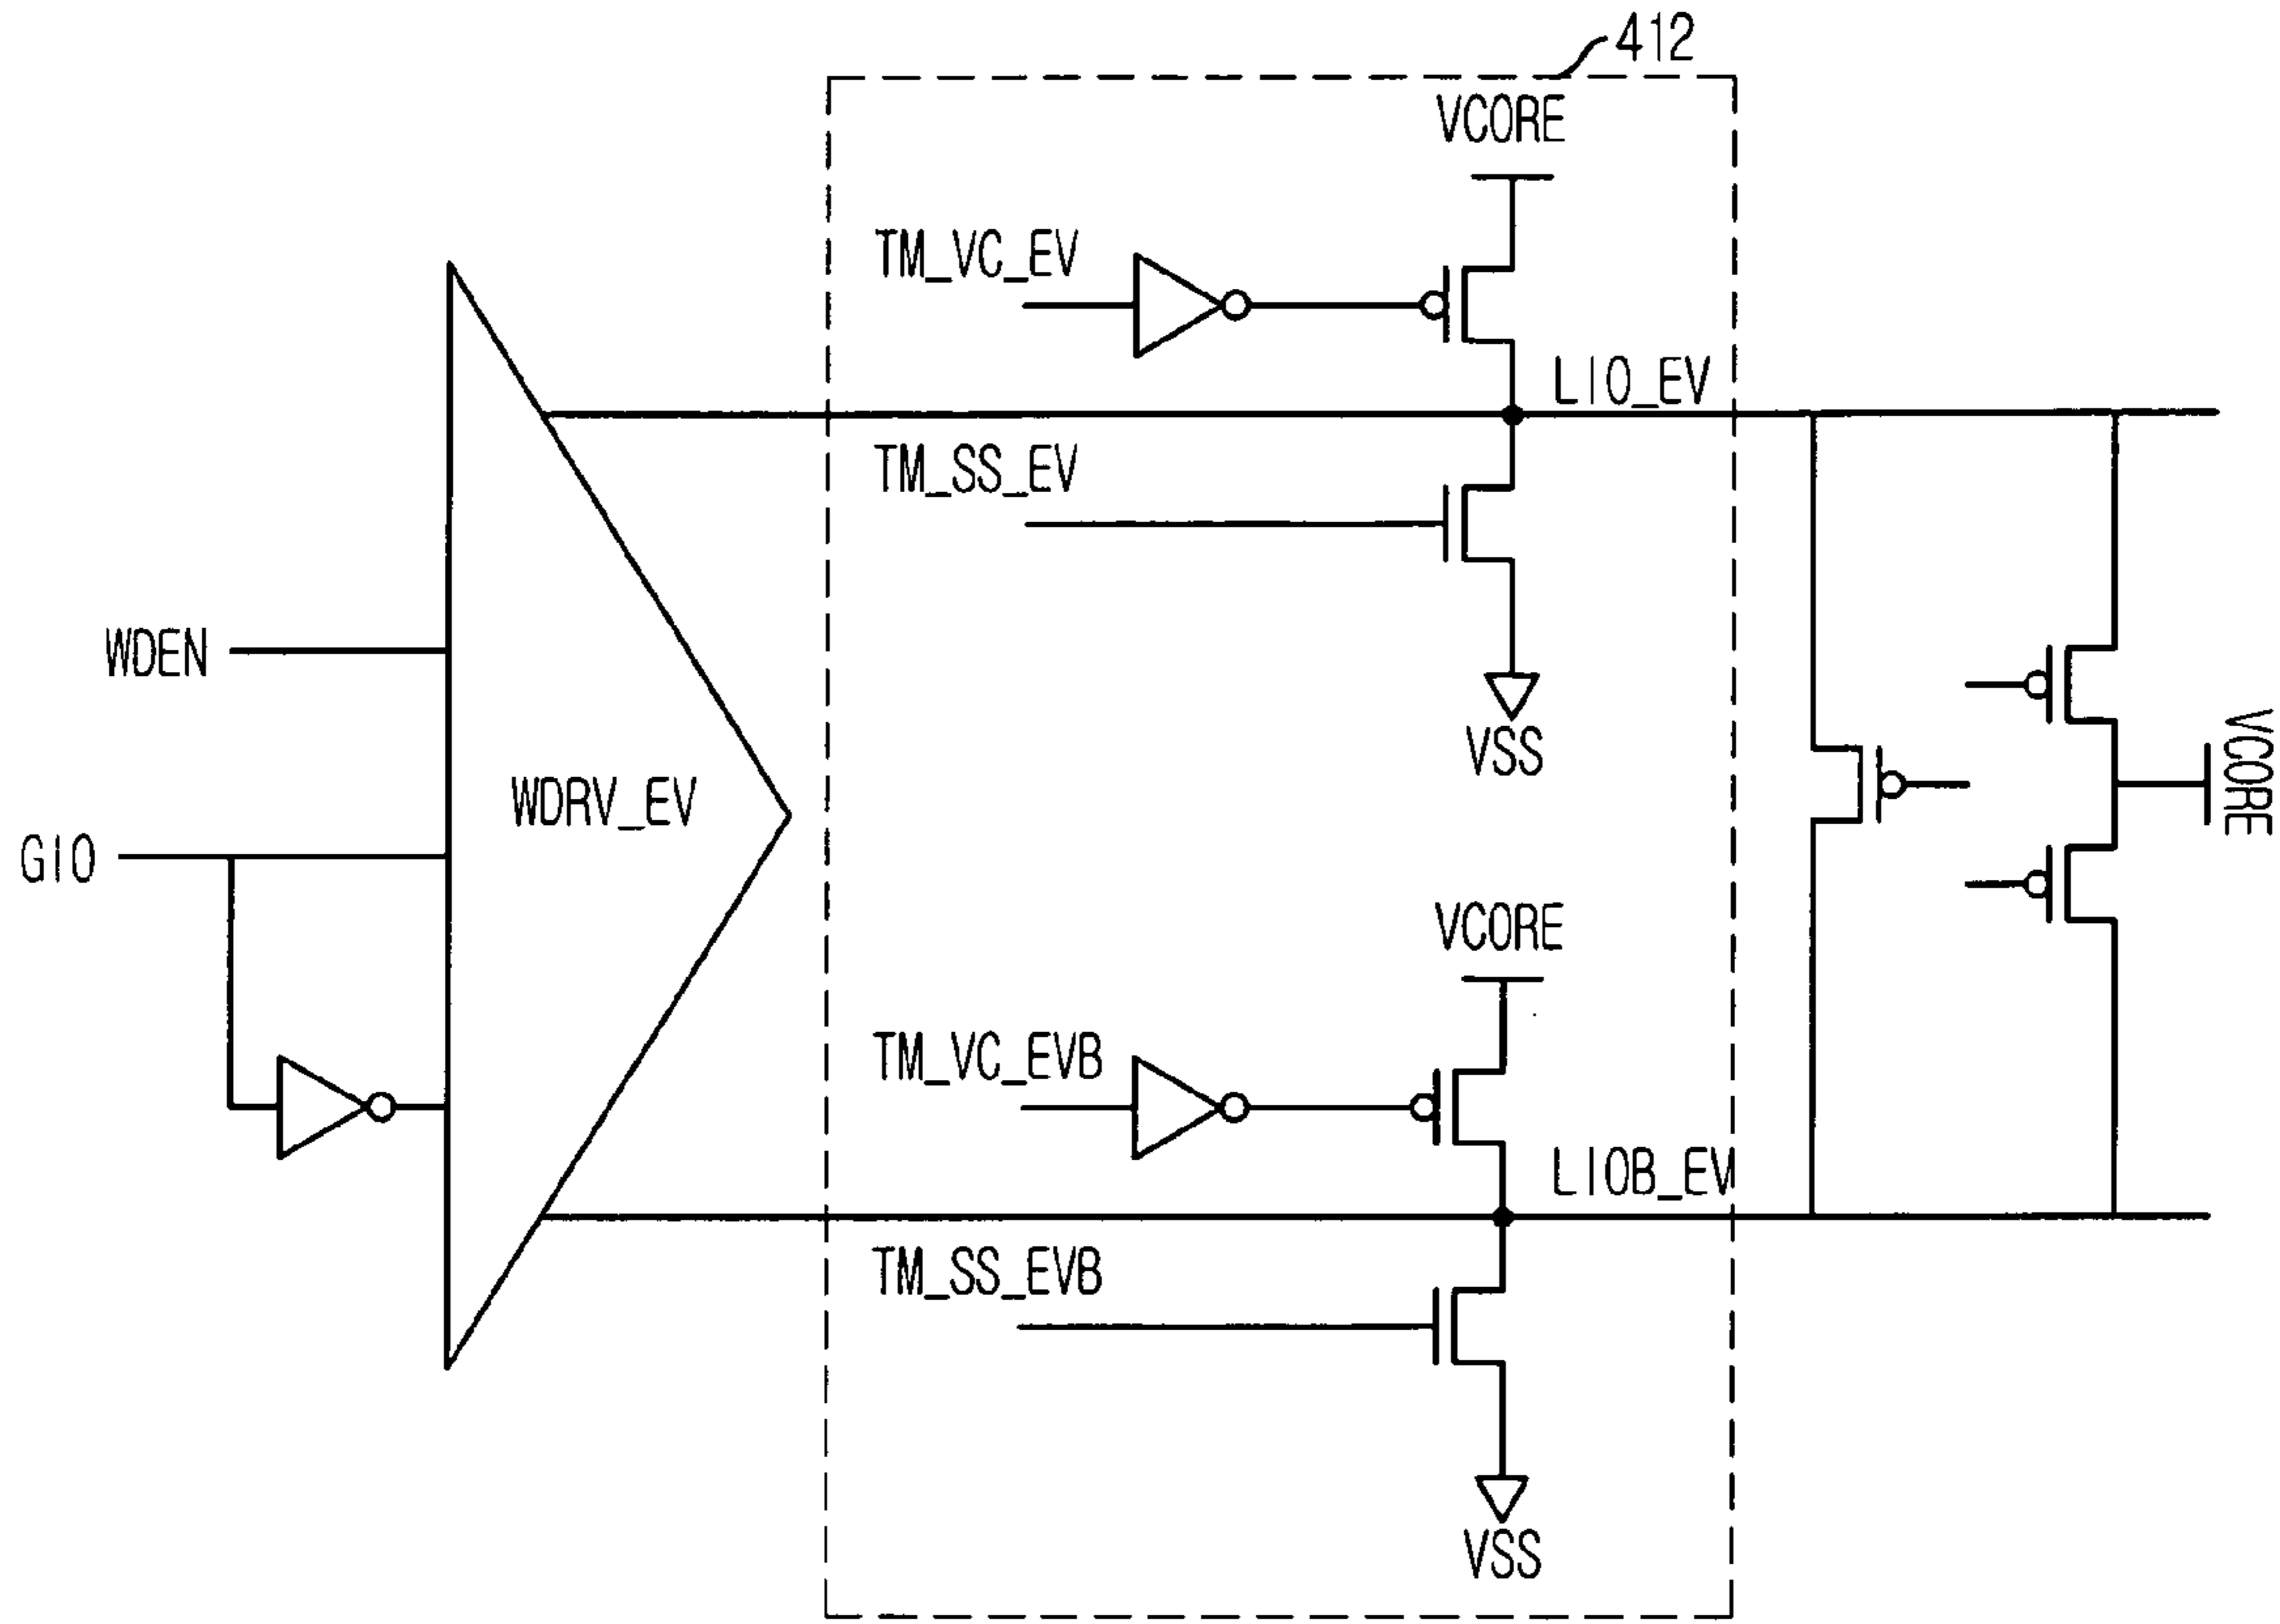 412
VCORE
TM_VC_EV
LIO_EV
TM_SS_EV
WDEN
VSS
VCORE
WDRV_EV
GIO
VCORE
TM_VC_EVB
LIOB_EV
TM_SS_EVB
VSS